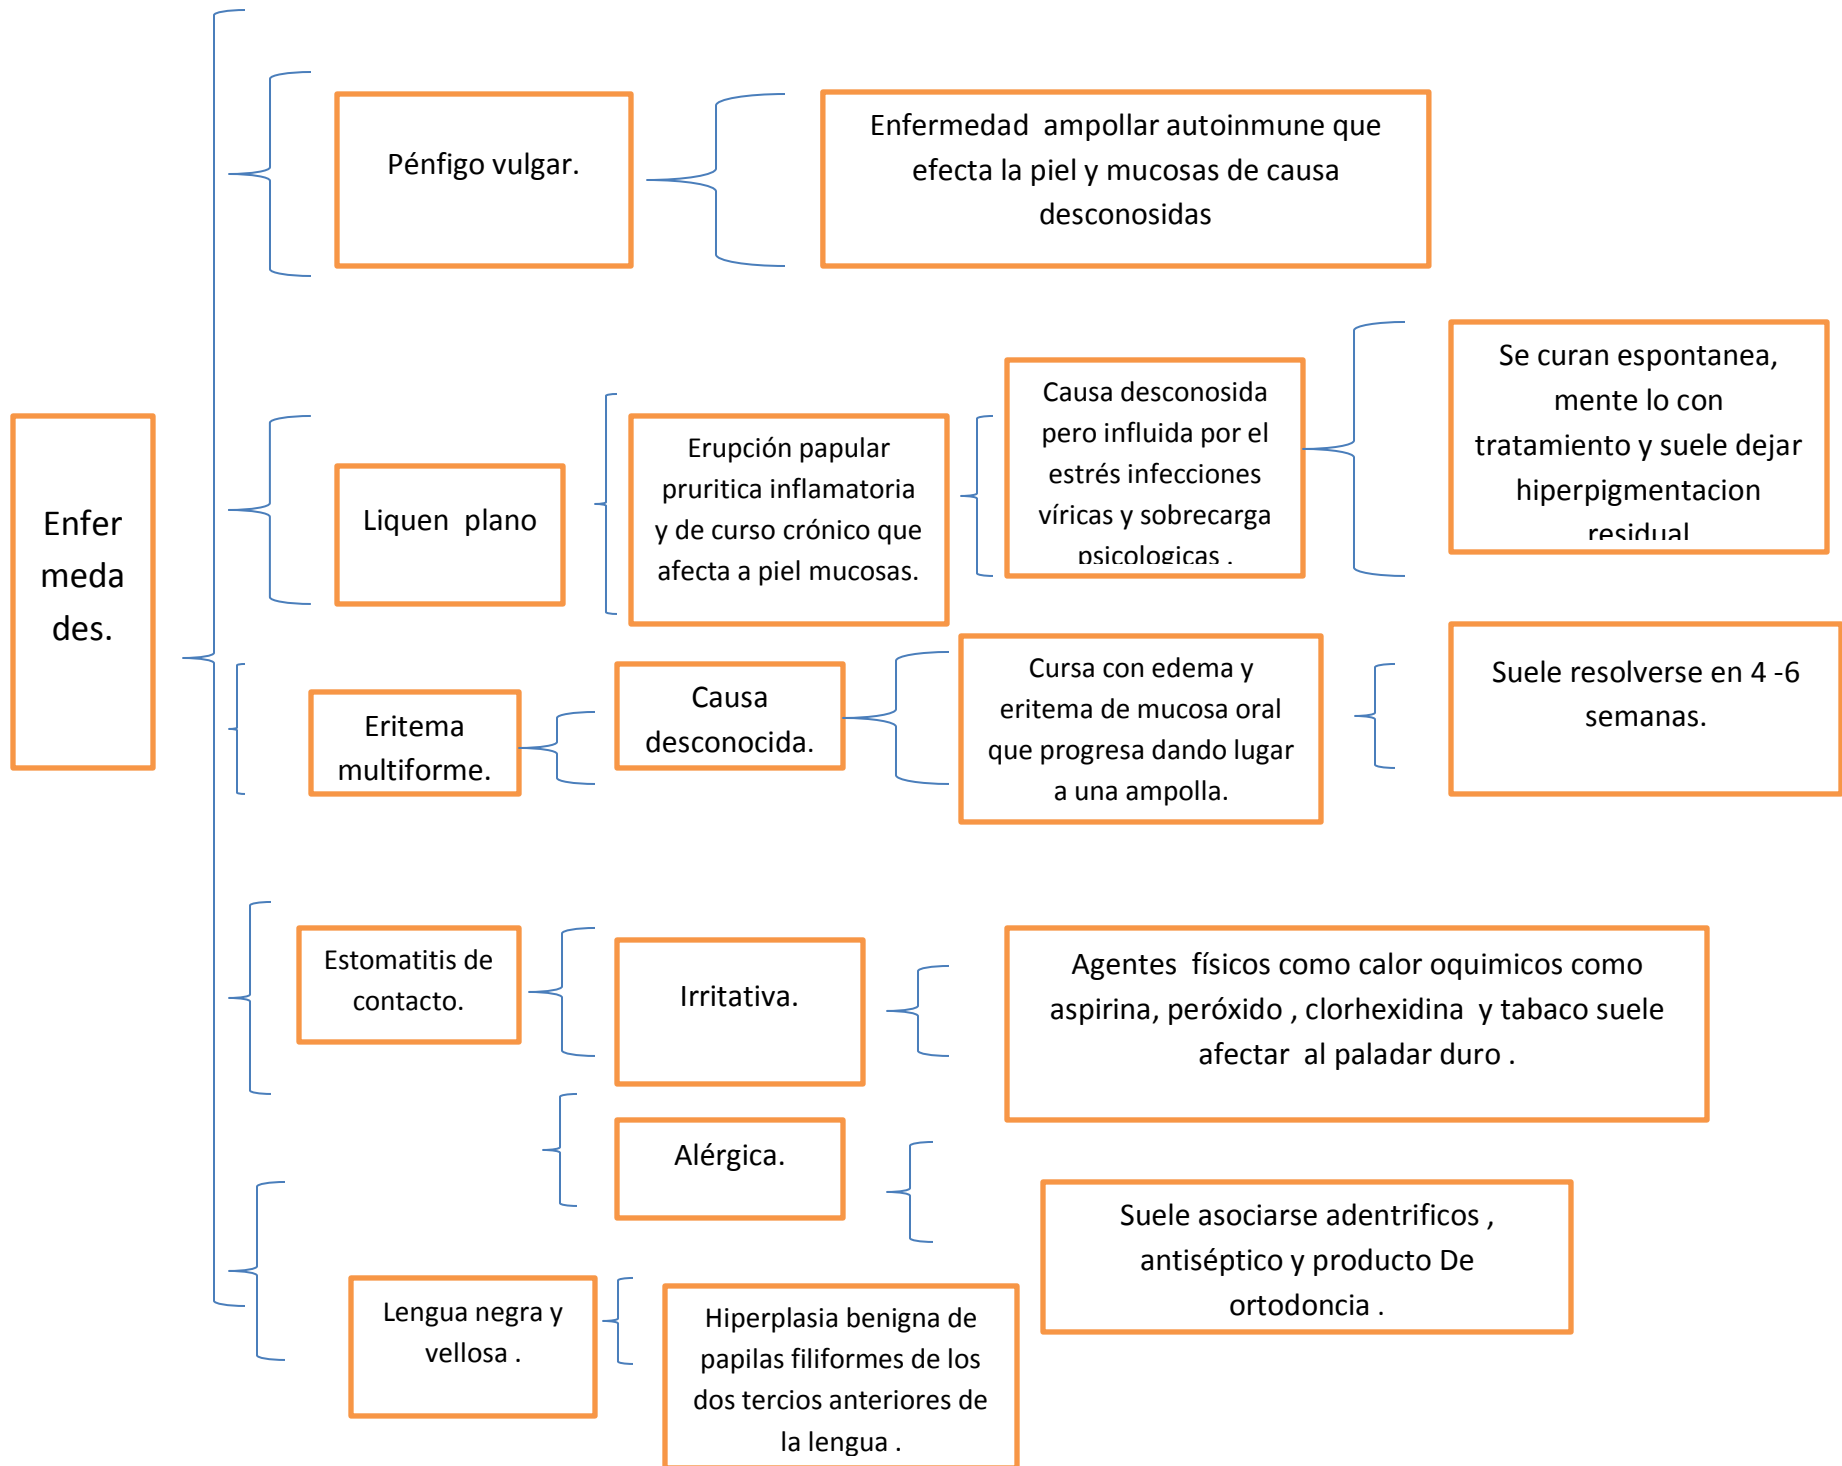 Enfer
meda
des.
Pénfigo vulgar.
Enfermedad  ampollar autoinmune que
efecta la piel y mucosas de causa
desconosidas
Liquen  plano
Erupción papular
pruritica inflamatoria
y de curso crónico que
afecta a piel mucosas.
Causa desconosida
pero influida por el
estrés infecciones
víricas y sobrecarga
psicologicas .
Se curan espontanea,
mente lo con
tratamiento y suele dejar
hiperpigmentacion
residual
Eritema
multiforme.
Causa
desconocida.
Cursa con edema y
eritema de mucosa oral
que progresa dando lugar
a una ampolla.
Suele resolverse en 4 -6
semanas.
Estomatitis de
contacto.
Irritativa.
Agentes  físicos como calor oquimicos como
aspirina, peróxido , clorhexidina  y tabaco suele
afectar  al paladar duro .
Alérgica.
Suele asociarse adentrificos ,
antiséptico y producto De
ortodoncia .
Lengua negra y
vellosa .
Hiperplasia benigna de
papilas filiformes de los
dos tercios anteriores de
la lengua .